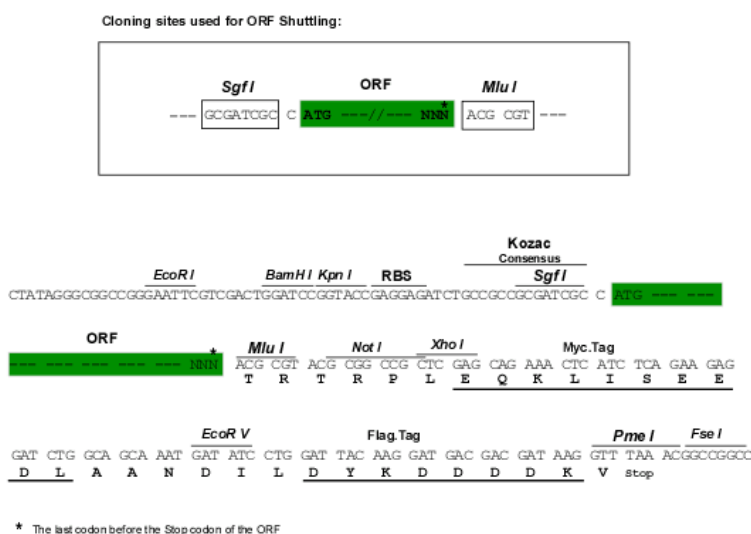 Cloning sites used for ORF Shuttling:
Sgf I ORF Mlu I
*
--- GCGATCGC C ATG ---//--- NNN ACG CGT ---
Kozac
Consensus
EcoR I BamH I Kpn I RBS Sgf I
CTATAGGGCGGCCGGGAATTCGTCGACTGGATCCGGTACCGAGGAGATCTGCCGCCGCGATCGC C ATG --- ---
ORF
* Mlu I Not I Xho I Myc.Tag
--- --- --- --- --- --- NNN ACG CGT ACG CGG CCG CTC GAG CAG AAA CTC ATC TCA GAA GAG
T R T R P L E Q K L I S E E
EcoR V Flag.Tag Pme I Fse I
GAT CTG GCA GCA AAT GAT ATC CTG GAT TAC AAG GAT GAC GAC GAT AAG GTT TAA ACGGCCGGCC
D L A A N D I L D Y K D D D D K V Stop
* The last codon before the Stop codon of the ORF